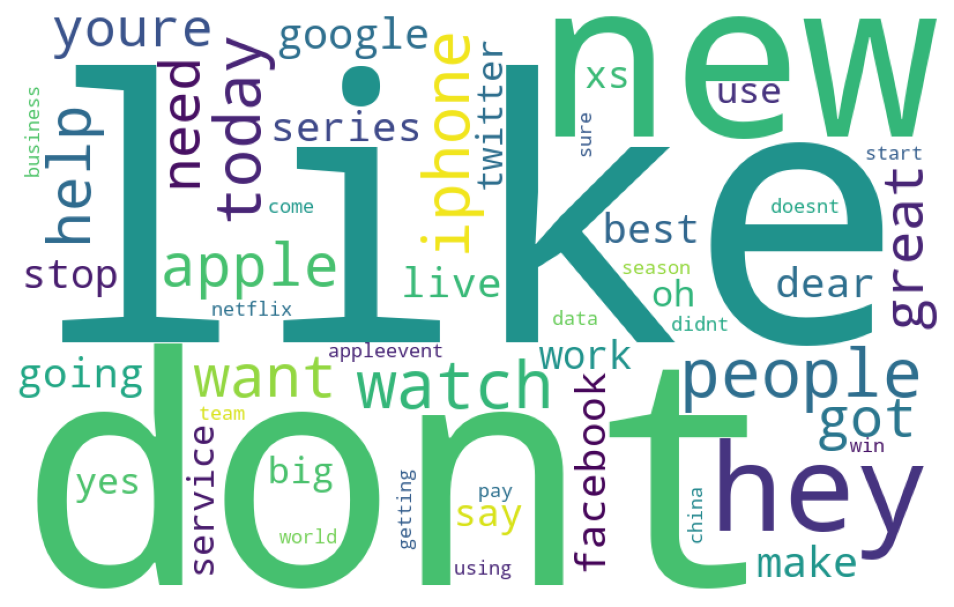 youre
google
new
like
today
need
help
business
series
iphone
twitter
xs
use
sure
start
great
come
best
doesnt
stop
apple
live
season
oh
dear
netflix
data
didnt
appleevent
work
going
want
watch
people
team
facebook
got
dont
service
yes
big
hey
win
getting
pay
say
china
world
using
make